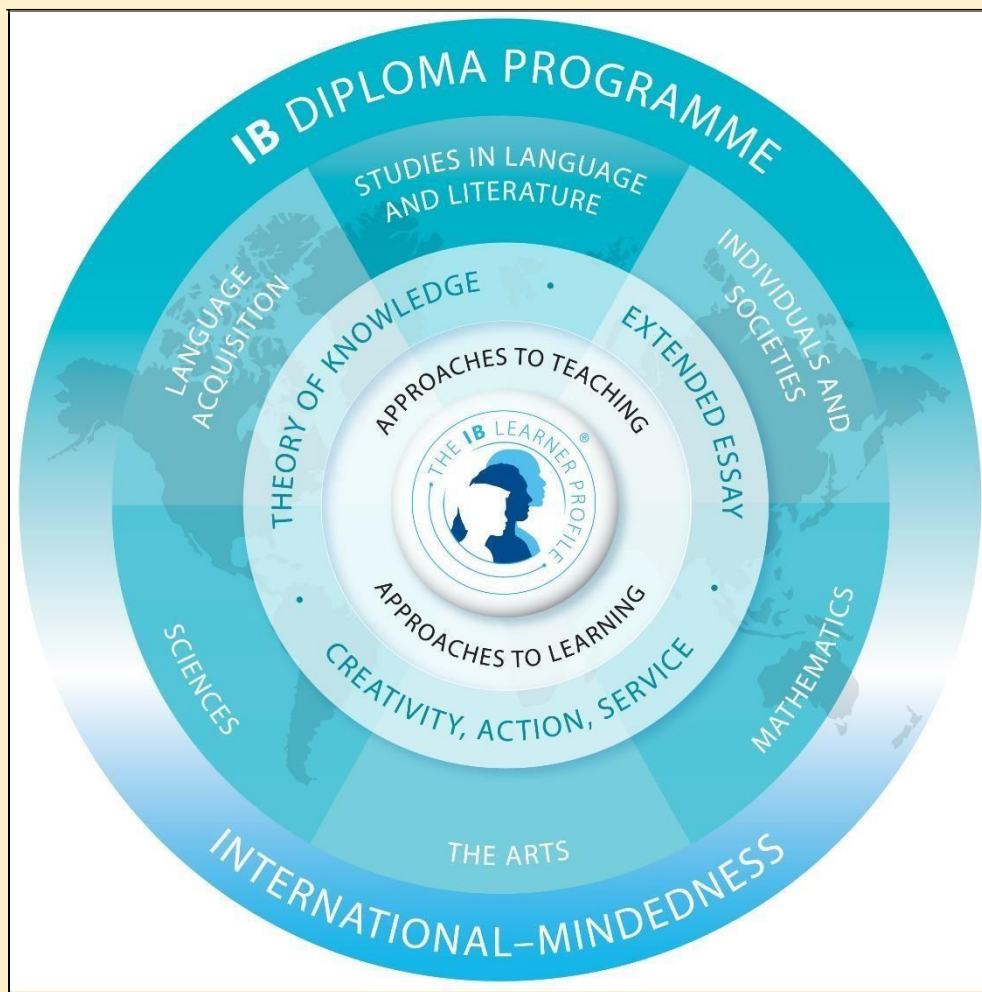 IB DIPLOMA PROGRAMME
STUDIES IN LANGUAGE
AND LITERATURE
LANGUAGE
ACQUISITION
INDIVIDUALS AND
SOCIETIES
THEORY OF KNOWLEDGE
EXTENDED ESSAY
APPROACHES TO TEACHING
THE IB LEARNER PROFILE®
APPROACHES TO LEARNING
CREATIVITY, ACTION, SERVICE
SCIENCES
MATHEMATICS
THE ARTS
INTERNATIONAL–MINDEDNESS